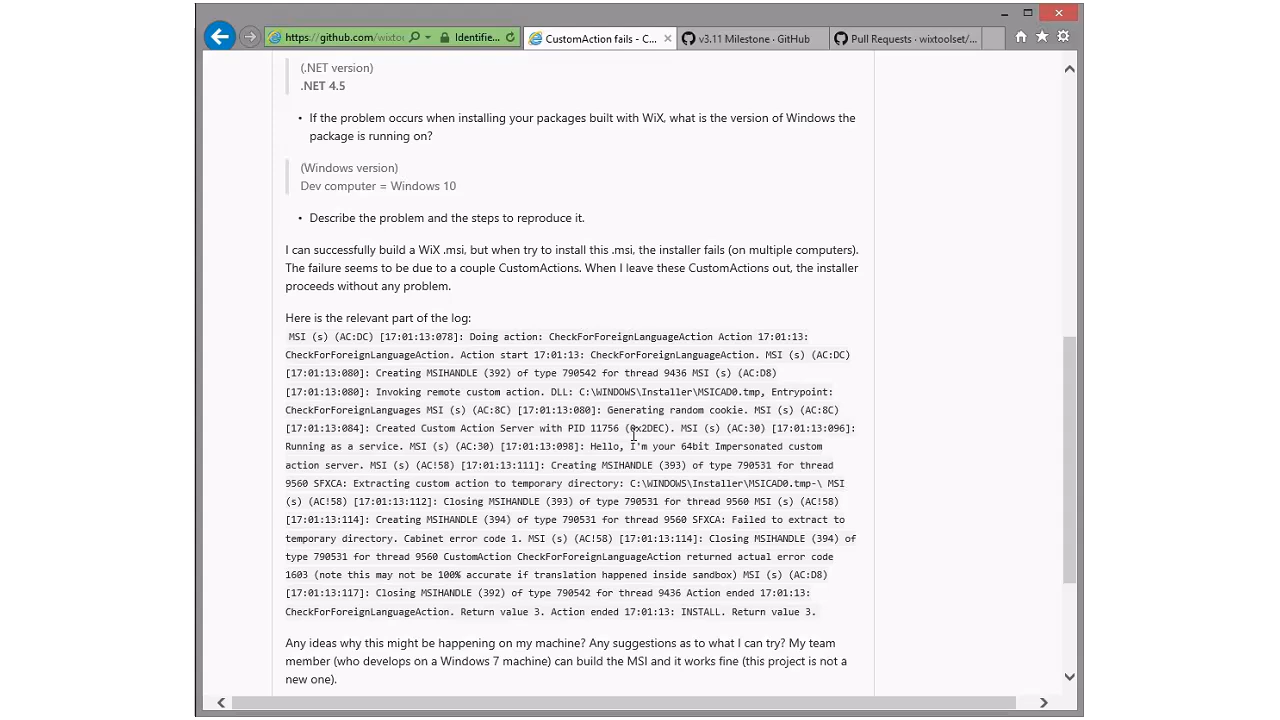 https://github.com/wixto
Identifie...
CustomAction fails - C...
v3.11 Milestone · GitHub
Pull Requests · wixtoolset/...
(.NET version)
.NET 4.5
• If the problem occurs when installing your packages built with WiX, what is the version of Windows the
package is running on?
(Windows version)
Dev computer = Windows 10
• Describe the problem and the steps to reproduce it.
I can successfully build a WiX .msi, but when try to install this .msi, the installer fails (on multiple computers).
The failure seems to be due to a couple CustomActions. When I leave these CustomActions out, the installer
proceeds without any problem.
Here is the relevant part of the log:
MSI (s) (AC:DC) [17:01:13:078]: Doing action: CheckForForeignLanguageAction Action 17:01:13:
CheckForForeignLanguageAction. Action start 17:01:13: CheckForForeignLanguageAction. MSI (s) (AC:DC)
[17:01:13:080]: Creating MSIHANDLE (392) of type 790542 for thread 9436 MSI (s) (AC:D8)
[17:01:13:080]: Invoking remote custom action. DLL: C:\WINDOWS\Installer\MSICAD0.tmp, Entrypoint:
CheckForForeignLanguages MSI (s) (AC:8C) [17:01:13:080]: Generating random cookie. MSI (s) (AC:8C)
[17:01:13:084]: Created Custom Action Server with PID 11756 (0x2DEC). MSI (s) (AC:30) [17:01:13:096]:
Running as a service. MSI (s) (AC:30) [17:01:13:098]: Hello, I'm your 64bit Impersonated custom
action server. MSI (s) (AC!58) [17:01:13:111]: Creating MSIHANDLE (393) of type 790531 for thread
9560 SFXCA: Extracting custom action to temporary directory: C:\WINDOWS\Installer\MSICAD0.tmp-\ MSI
(s) (AC!58) [17:01:13:112]: Closing MSIHANDLE (393) of type 790531 for thread 9560 MSI (s) (AC!58)
[17:01:13:114]: Creating MSIHANDLE (394) of type 790531 for thread 9560 SFXCA: Failed to extract to
temporary directory. Cabinet error code 1. MSI (s) (AC!58) [17:01:13:114]: Closing MSIHANDLE (394) of
type 790531 for thread 9560 CustomAction CheckForForeignLanguageAction returned actual error code
1603 (note this may not be 100% accurate if translation happened inside sandbox) MSI (s) (AC:D8)
[17:01:13:117]: Closing MSIHANDLE (392) of type 790542 for thread 9436 Action ended 17:01:13:
CheckForForeignLanguageAction. Return value 3. Action ended 17:01:13: INSTALL. Return value 3.
Any ideas why this might be happening on my machine? Any suggestions as to what I can try? My team
member (who develops on a Windows 7 machine) can build the MSI and it works fine (this project is not a
new one).